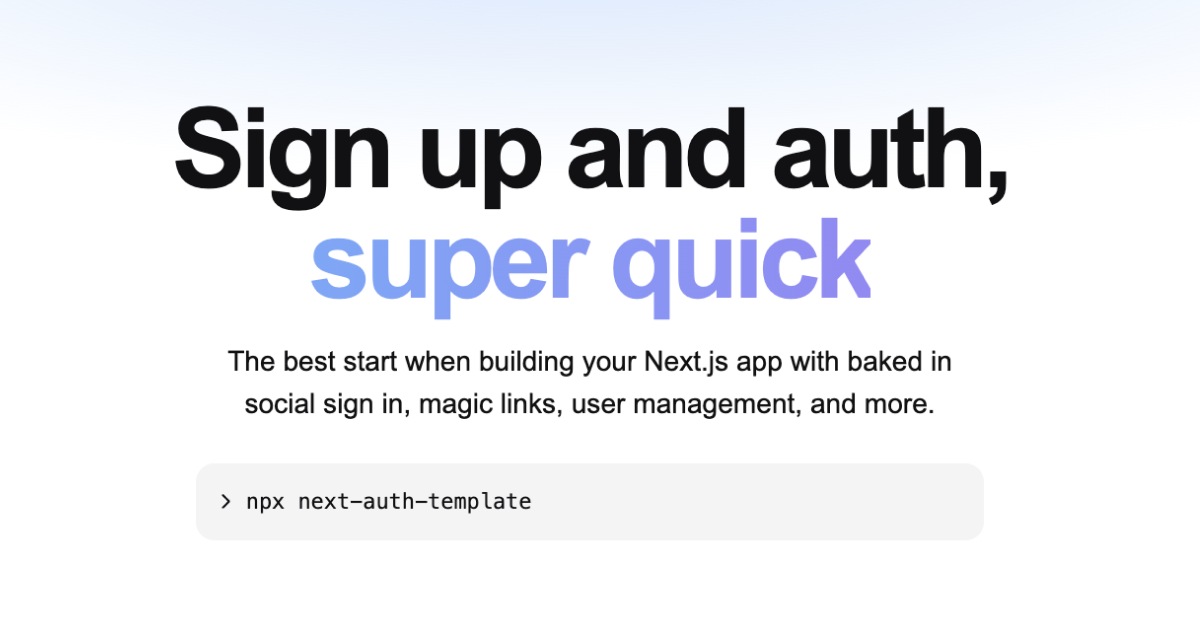 Sign up and auth,
super quick
The best start when building your Next.js app with baked in
social sign in, magic links, user management, and more.
> npx next-auth-template